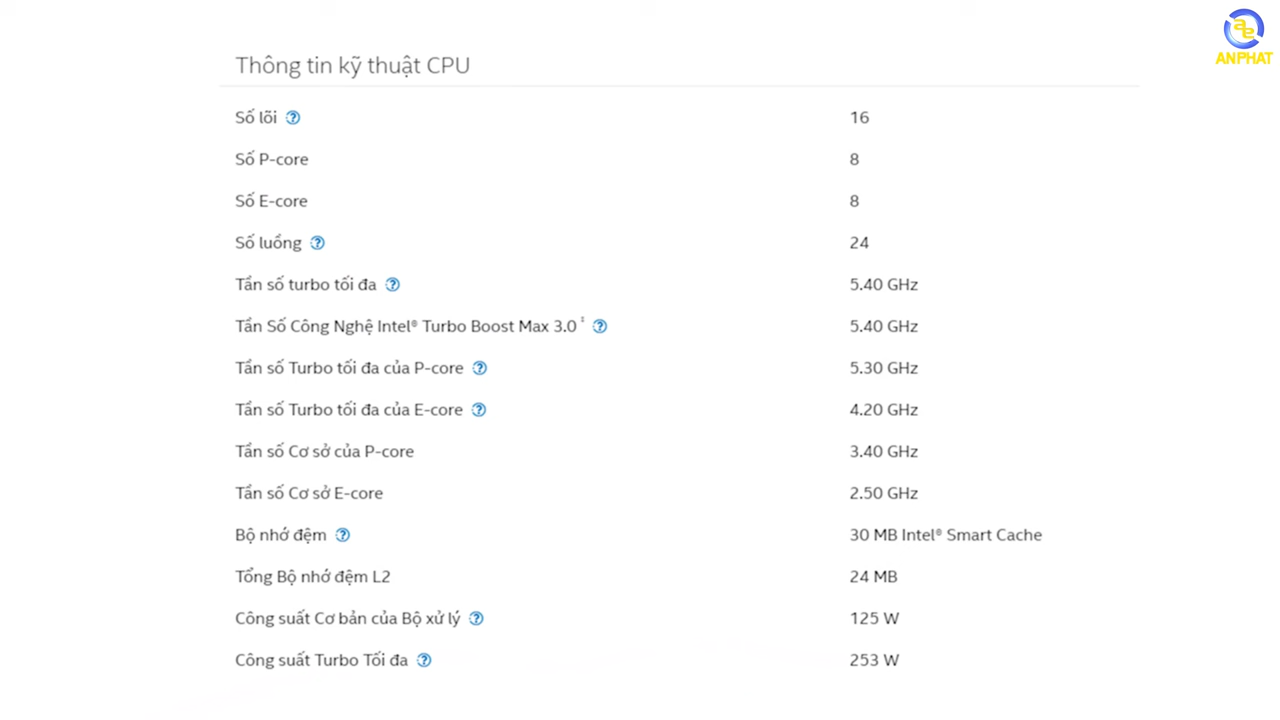 ae
ANPHAT
Thông tin kỹ thuật CPU
Số lõi ? 16
Số P-core 8
Số E-core 8
Số luồng ? 24
Tần số turbo tối đa ? 5.40 GHz
Tần Số Công Nghệ Intel® Turbo Boost Max 3.0 ‡ ? 5.40 GHz
Tần số Turbo tối đa của P-core ? 5.30 GHz
Tần số Turbo tối đa của E-core ? 4.20 GHz
Tần số Cơ sở của P-core 3.40 GHz
Tần số Cơ sở E-core 2.50 GHz
Bộ nhớ đệm ? 30 MB Intel® Smart Cache
Tổng Bộ nhớ đệm L2 24 MB
Công suất Cơ bản của Bộ xử lý ? 125 W
Công suất Turbo Tối đa ? 253 W